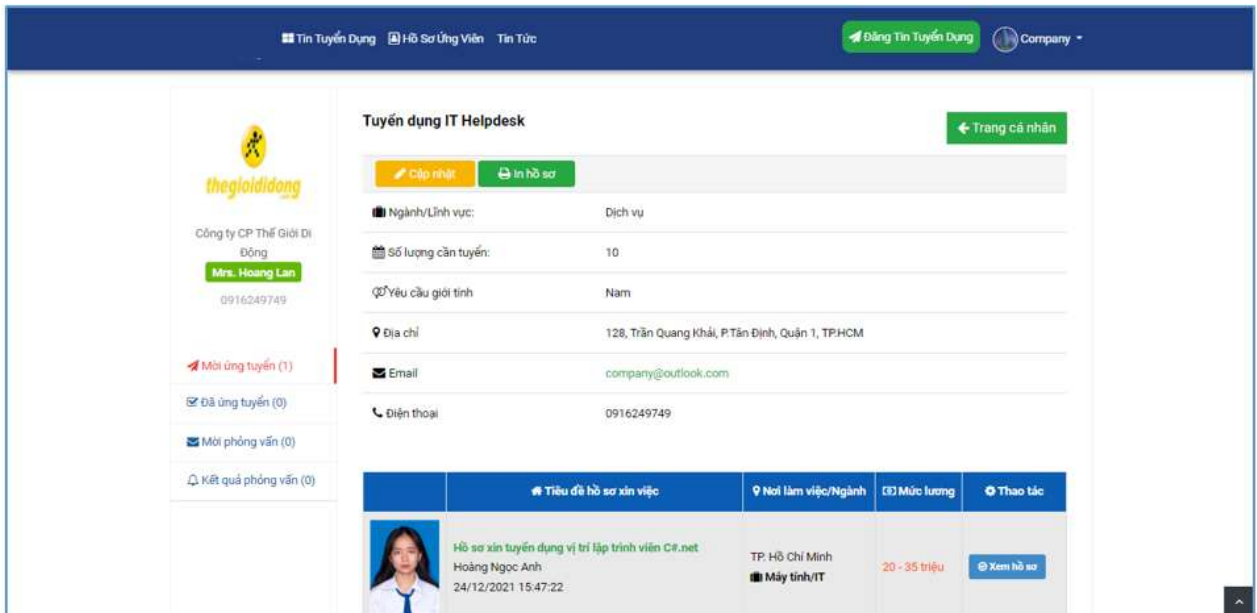 Tin Tuyển Dụng Hồ Sơ Ứng Viên Tin Tức
Đăng Tin Tuyển Dụng Company
thegioididong
.com
Công ty CP Thế Giới Di
Động
Mrs. Hoang Lan
0916249749
Mời ứng tuyển (1)
Đã ứng tuyển (0)
Mời phỏng vấn (0)
Kết quả phỏng vấn (0)
Tuyển dụng IT Helpdesk
Trang cá nhân
Cập nhật In hồ sơ
Ngành/Lĩnh vực: Dịch vụ
Số lượng cần tuyển: 10
Yêu cầu giới tính Nam
Địa chỉ 128, Trần Quang Khải, P.Tân Định, Quận 1, TP.HCM
Email company@outlook.com
Điện thoại 0916249749
Tiêu đề hồ sơ xin việc Nơi làm việc/Ngành Mức lương Thao tác
Hồ sơ xin tuyển dụng vị trí lập trình viên C#.net
Hoàng Ngọc Anh
24/12/2021 15:47:22
TP. Hồ Chí Minh
Máy tính/IT
20 - 35 triệu
Xem hồ sơ